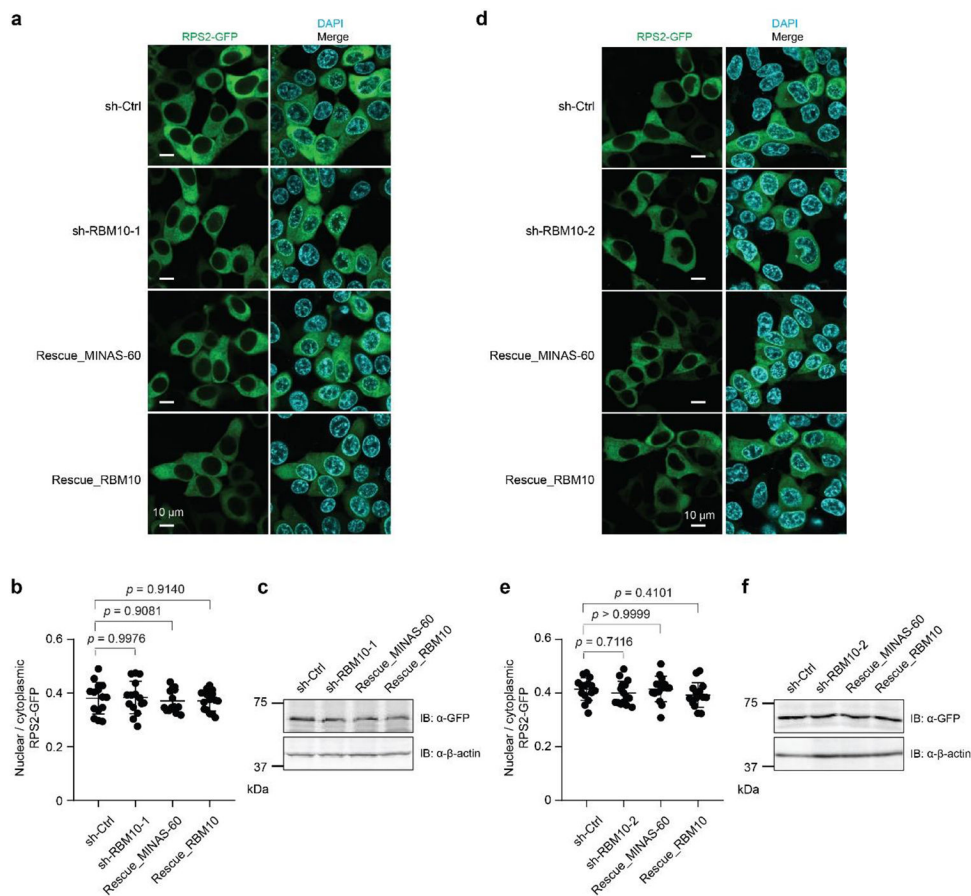 a
RPS2-GFP
DAPI
Merge
sh-Ctrl
sh-RBM10-1
Rescue_MINAS-60
Rescue_RBM10
10 µm
d
RPS2-GFP
DAPI
Merge
sh-Ctrl
sh-RBM10-2
Rescue_MINAS-60
Rescue_RBM10
10 µm
b
p = 0.9140
p = 0.9081
p = 0.9976
0.6
0.4
0.2
0
Nuclear / cytoplasmic
RPS2-GFP
sh-Ctrl
sh-RBM10-1
Rescue_MINAS-60
Rescue_RBM10
c
sh-Ctrl
sh-RBM10-1
Rescue_MINAS-60
Rescue_RBM10
75
IB: α-GFP
IB: α-β-actin
37
kDa
e
p = 0.4101
p > 0.9999
p = 0.7116
0.6
0.4
0.2
0
Nuclear / cytoplasmic
RPS2-GFP
sh-Ctrl
sh-RBM10-2
Rescue_MINAS-60
Rescue_RBM10
f
sh-Ctrl
sh-RBM10-2
Rescue_MINAS-60
Rescue_RBM10
75
IB: α-GFP
IB: α-β-actin
37
kDa